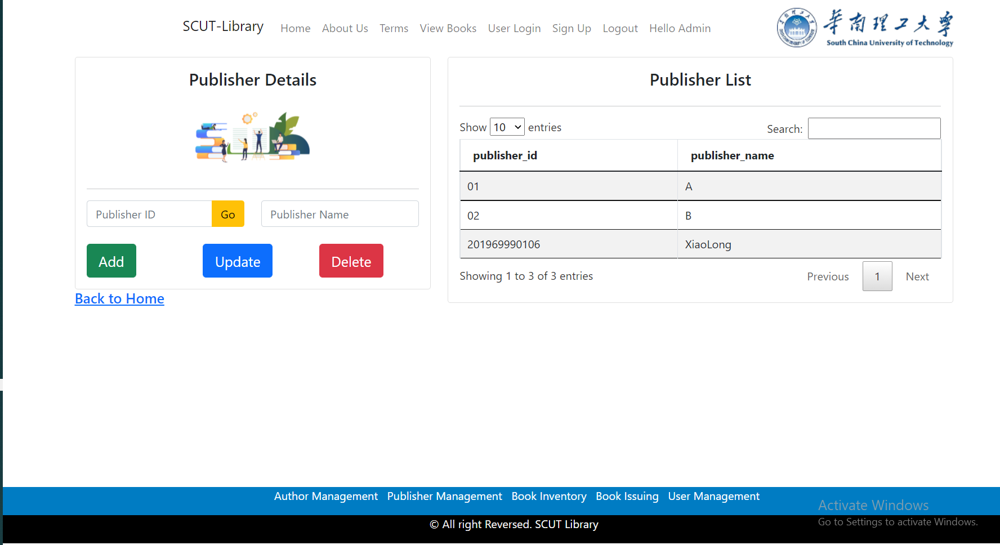 SCUT-Library Home About Us Terms View Books User Login Sign Up Logout Hello Admin
华南理工大学
South China University of Technology
Publisher Details
Publisher ID Go Publisher Name
Add Update Delete
Back to Home
Publisher List
Show 10 entries Search:
publisher_id publisher_name
01 A
02 B
201969990106 XiaoLong
Showing 1 to 3 of 3 entries Previous 1 Next
Author Management Publisher Management Book Inventory Book Issuing User Management
© All right Reversed. SCUT Library
Activate Windows
Go to Settings to activate Windows.